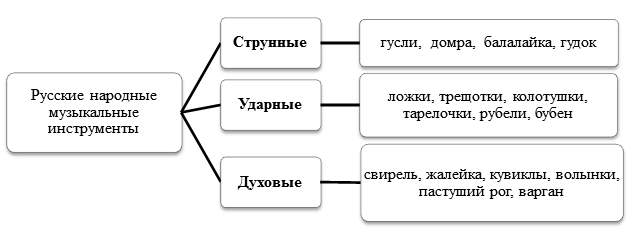 Русские народные
музыкальные
инструменты
Струнные
гусли, домра, балалайка, гудок
Ударные
ложки, трещотки, колотушки,
тарелочки, рубели, бубен
Духовые
свирель, жалейка, кувиклы, волынки,
пастуший рог, варган